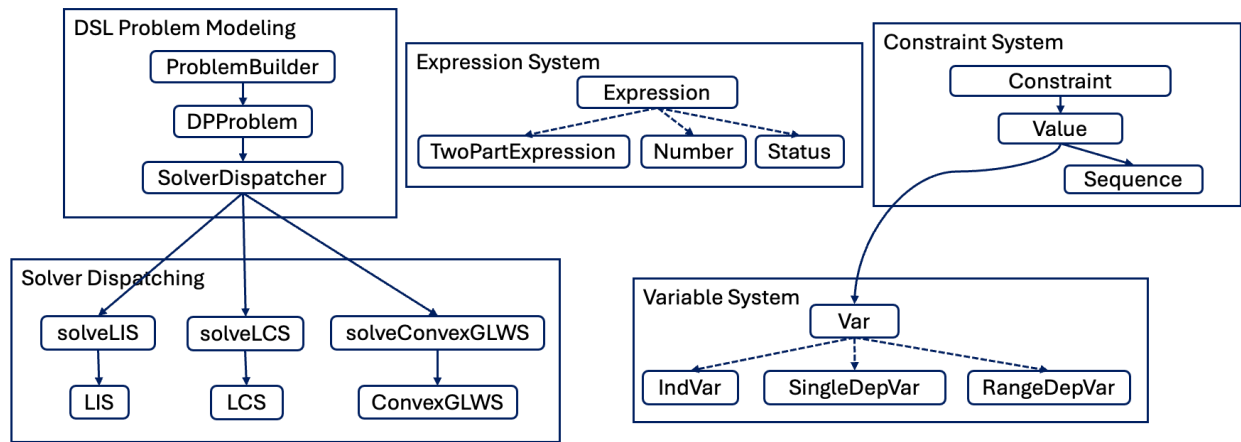 DSL Problem Modeling
ProblemBuilder
DPProblem
SolverDispatcher
Expression System
Expression
TwoPartExpression
Number
Status
Constraint System
Constraint
Value
Sequence
Solver Dispatching
solveLIS
solveLCS
solveConvexGLWS
LIS
LCS
ConvexGLWS
Variable System
Var
IndVar
SingleDepVar
RangeDepVar